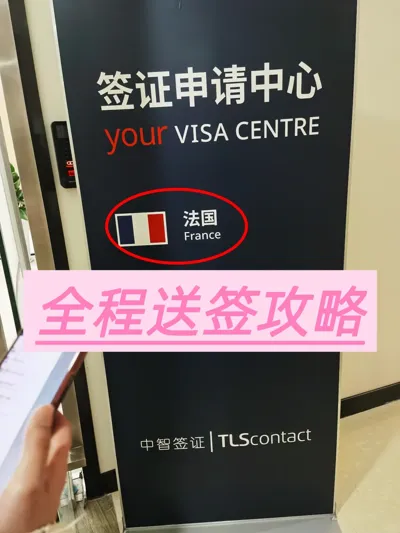 签证申请中心
your VISA CENTRE
法国
France
全程送签攻略
中智签证 | TLScontact